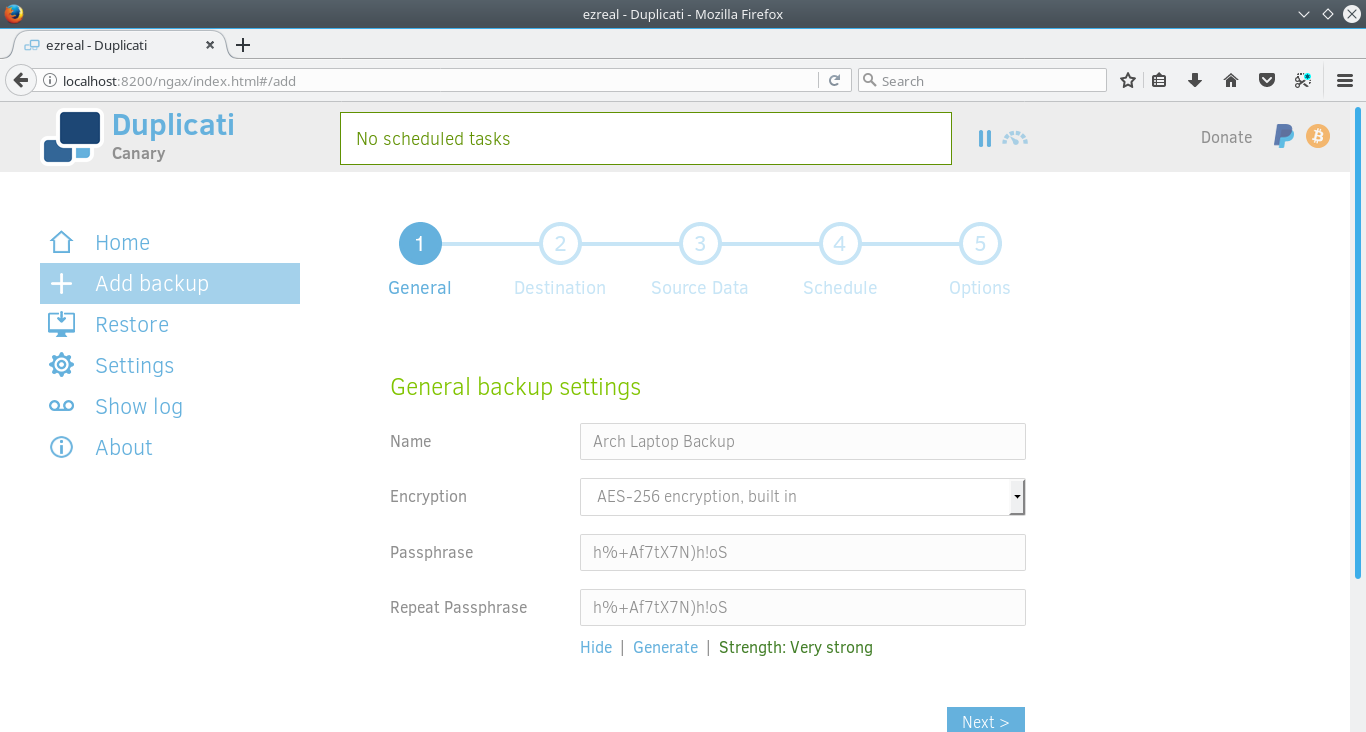 ezreal - Duplicati - Mozilla Firefox
ezreal - Duplicati
localhost:8200/ngax/index.html#/add
Search
Duplicati
Canary
No scheduled tasks
Donate
Home
Add backup
Restore
Settings
Show log
About
1 2 3 4 5
General Destination Source Data Schedule Options
General backup settings
Name Arch Laptop Backup
Encryption AES-256 encryption, built in
Passphrase h%+Af7tX7N)h!oS
Repeat Passphrase h%+Af7tX7N)h!oS
Hide | Generate | Strength: Very strong
Next >